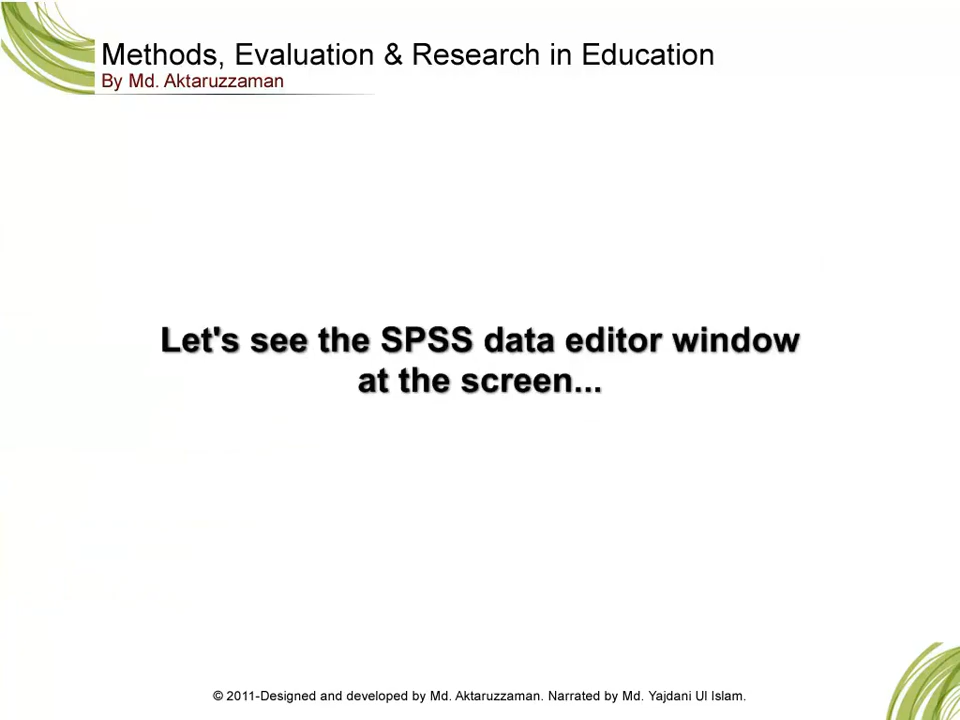 Methods, Evaluation & Research in Education
By Md. Aktaruzzaman
Let's see the SPSS data editor window
at the screen...
© 2011-Designed and developed by Md. Aktaruzzaman. Narrated by Md. Yajdani Ul Islam.